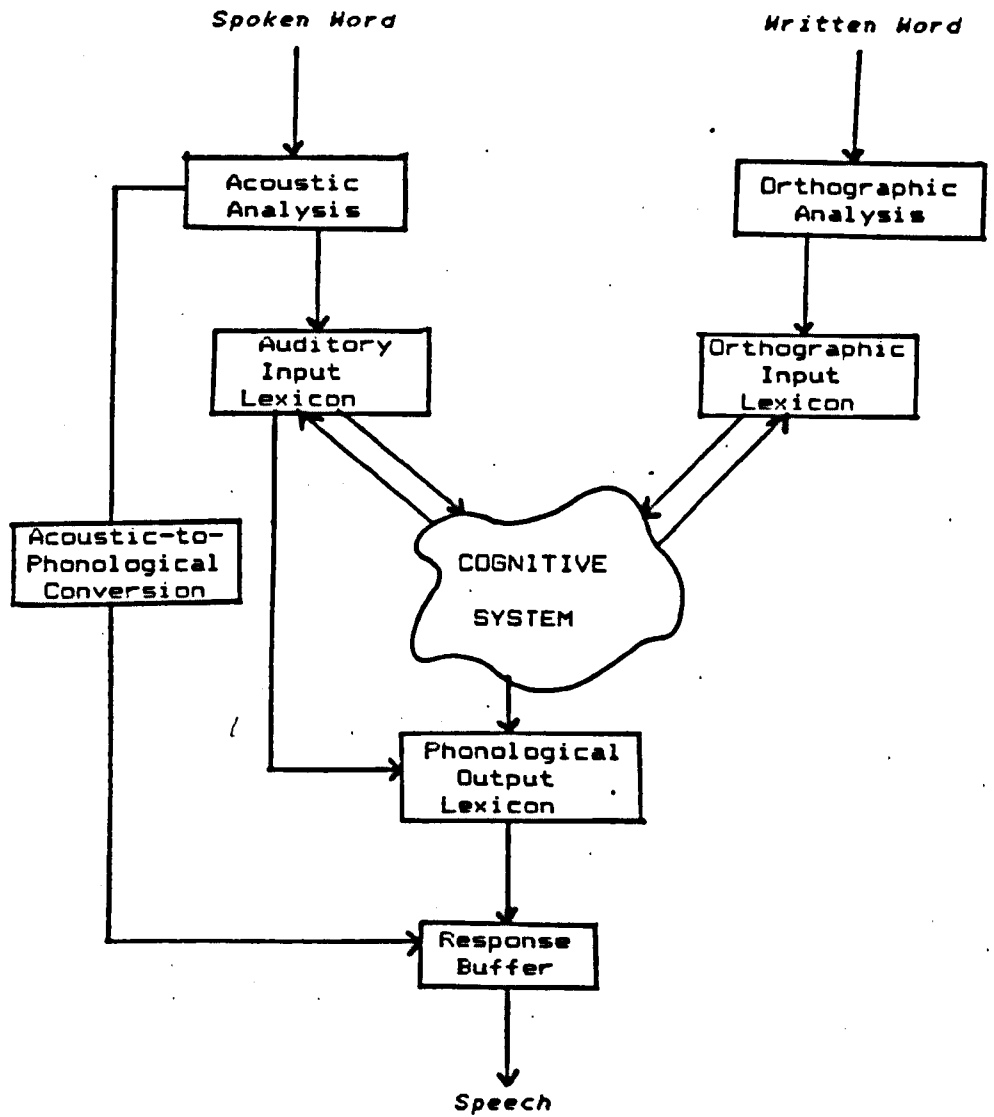 Spoken Word
Written Word
Acoustic
Analysis
Orthographic
Analysis
Auditory
Input
Lexicon
Orthographic
Input
Lexicon
Acoustic-to-
Phonological
Conversion
COGNITIVE
SYSTEM
Phonological
Output
Lexicon
Response
Buffer
Speech